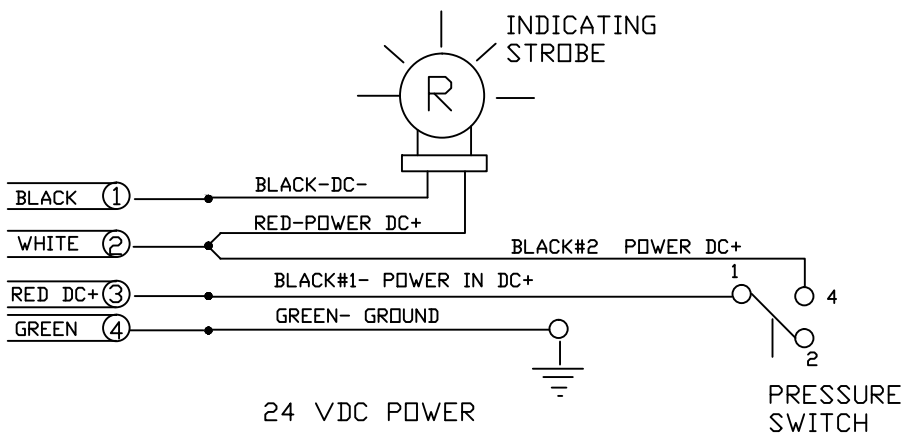 INDICATING
STROBE
R
BLACK 1
BLACK-DC-
WHITE 2
RED-POWER DC+
BLACK#2 POWER DC+
RED DC+ 3
BLACK#1- POWER IN DC+
1
4
GREEN 4
GREEN- GROUND
2
PRESSURE
SWITCH
24 VDC POWER